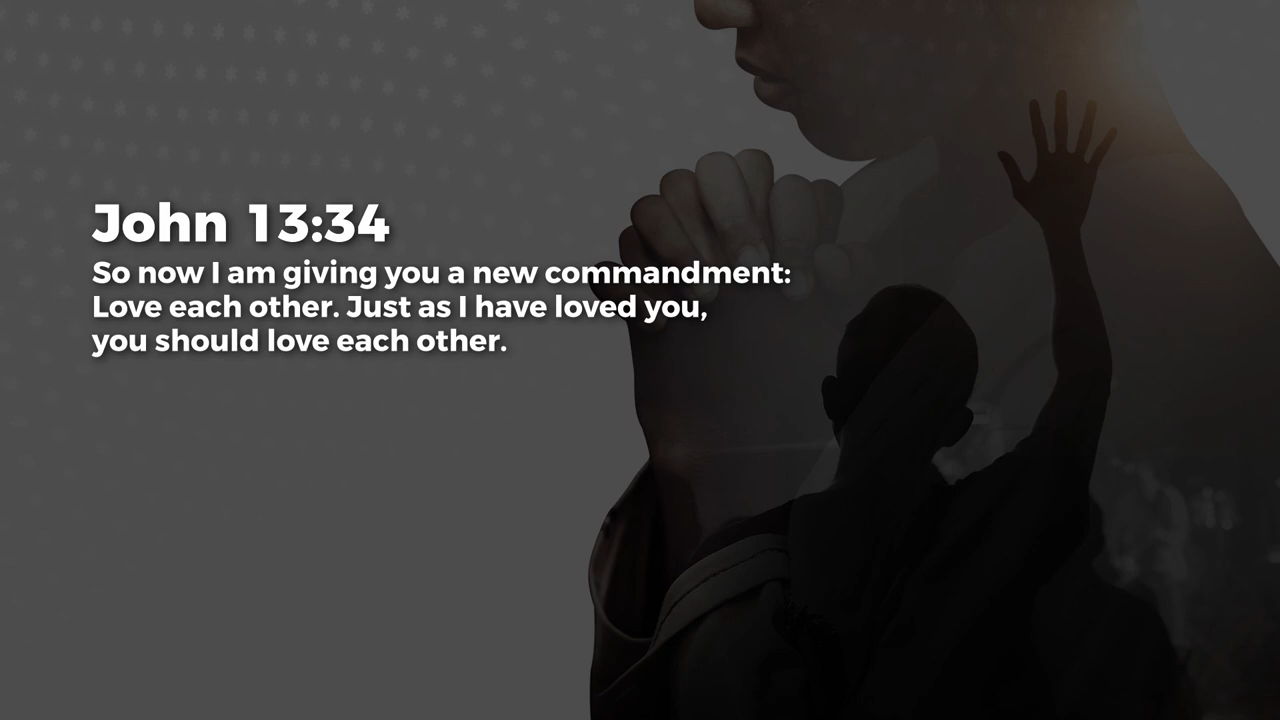 John 13:34
So now I am giving you a new commandment:
Love each other. Just as I have loved you,
you should love each other.